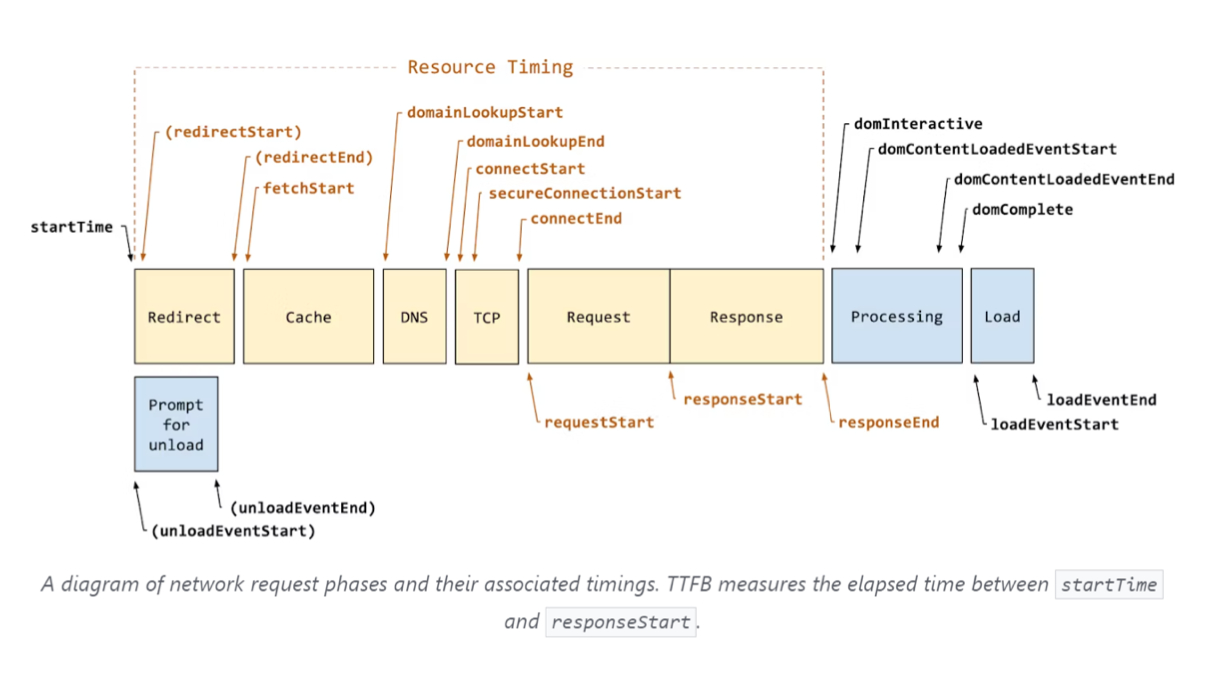 Resource Timing
domainLookupStart
(redirectStart)
domainLookupEnd
(redirectEnd)
connectStart
fetchStart
secureConnectionStart
connectEnd
domInteractive
domContentLoadedEventStart
domContentLoadedEventEnd
domComplete
startTime
Redirect
Cache
DNS
TCP
Request
Response
Processing
Load
Prompt
for
unload
requestStart
responseStart
responseEnd
loadEventEnd
loadEventStart
(unloadEventEnd)
(unloadEventStart)
A diagram of network request phases and their associated timings. TTFB measures the elapsed time between startTime
and responseStart.